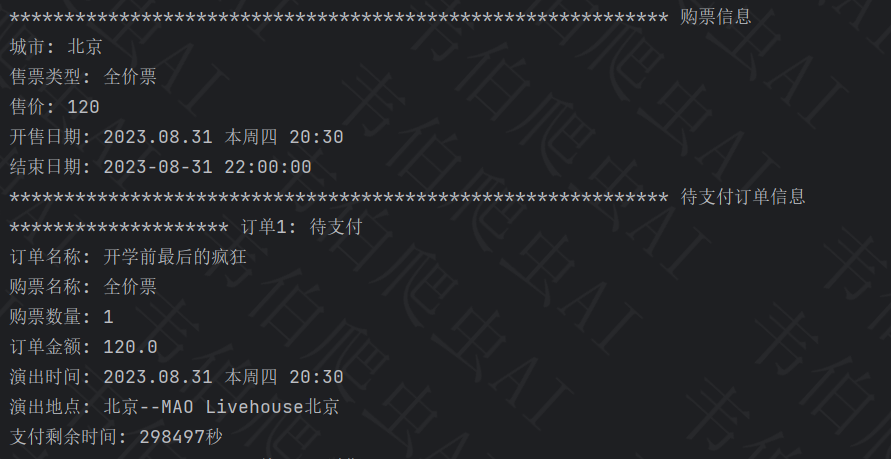 ************************************************************ 购票信息
城市: 北京
售票类型: 全价票
售价: 120
开售日期: 2023.08.31 本周四 20:30
结束日期: 2023-08-31 22:00:00
************************************************************ 待支付订单信息
******************** 订单1: 待支付
订单名称: 开学前最后的疯狂
购票名称: 全价票
购票数量: 1
订单金额: 120.0
演出时间: 2023.08.31 本周四 20:30
演出地点: 北京--MAO Livehouse北京
支付剩余时间: 298497秒
韦伯爬虫AI